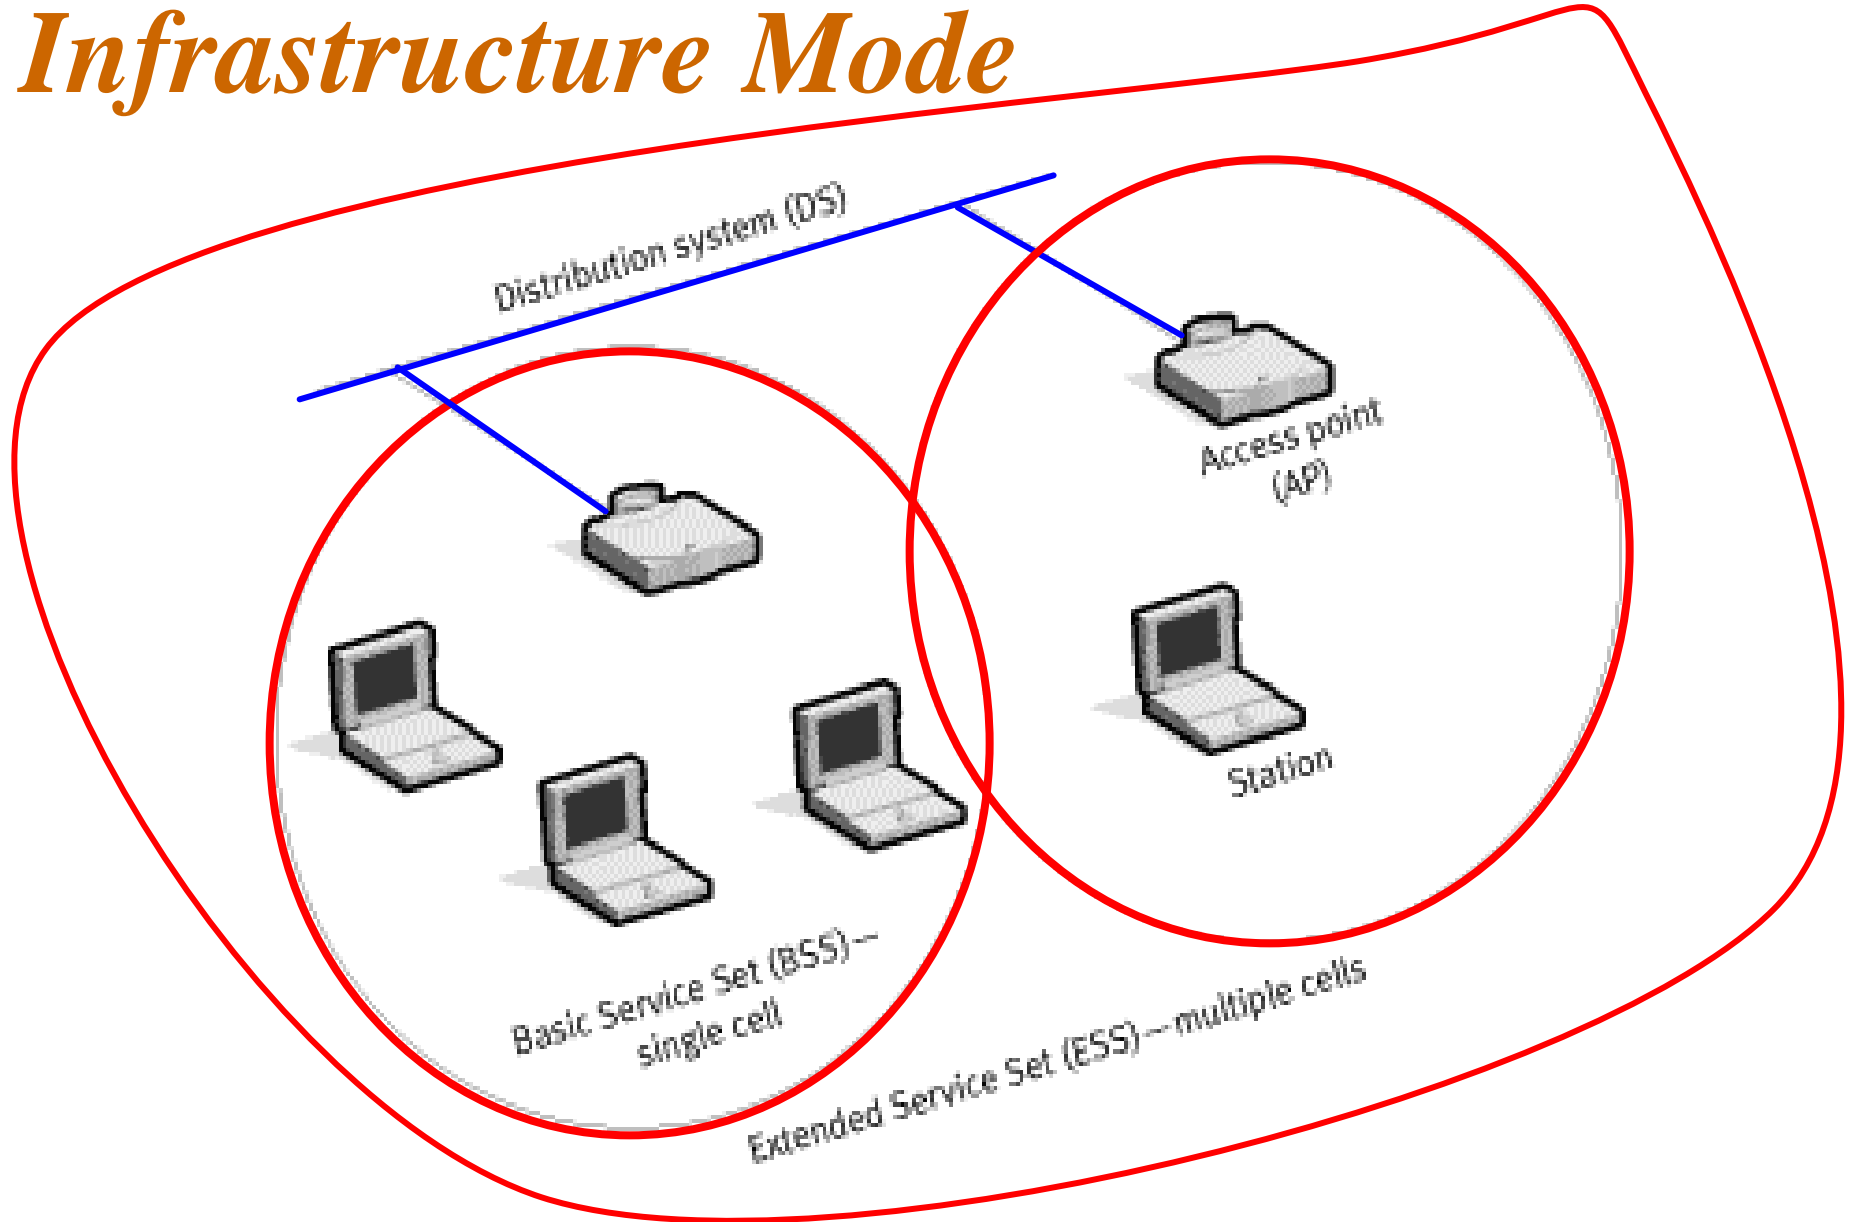 Infrastructure Mode
Distribution system (DS)
Access point
(AP)
Station
Basic Service Set (BSS) —
single cell
Extended Service Set (ESS) — multiple cells